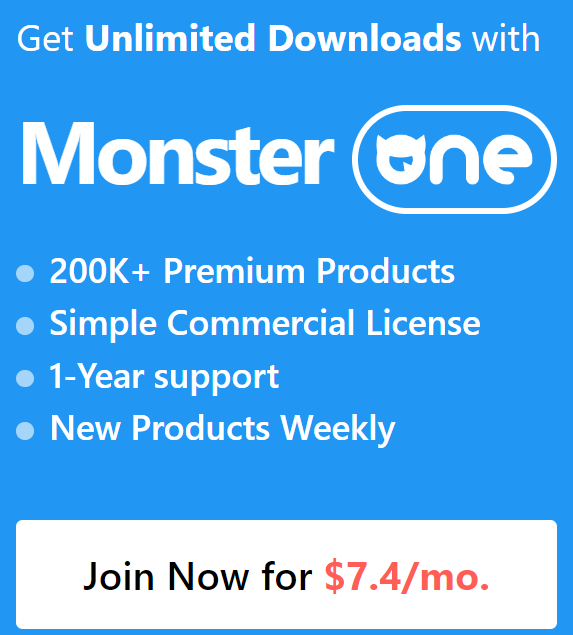 Get Unlimited Downloads with
Monster one
200K+ Premium Products
Simple Commercial License
1-Year support
New Products Weekly
Join Now for $7.4/mo.